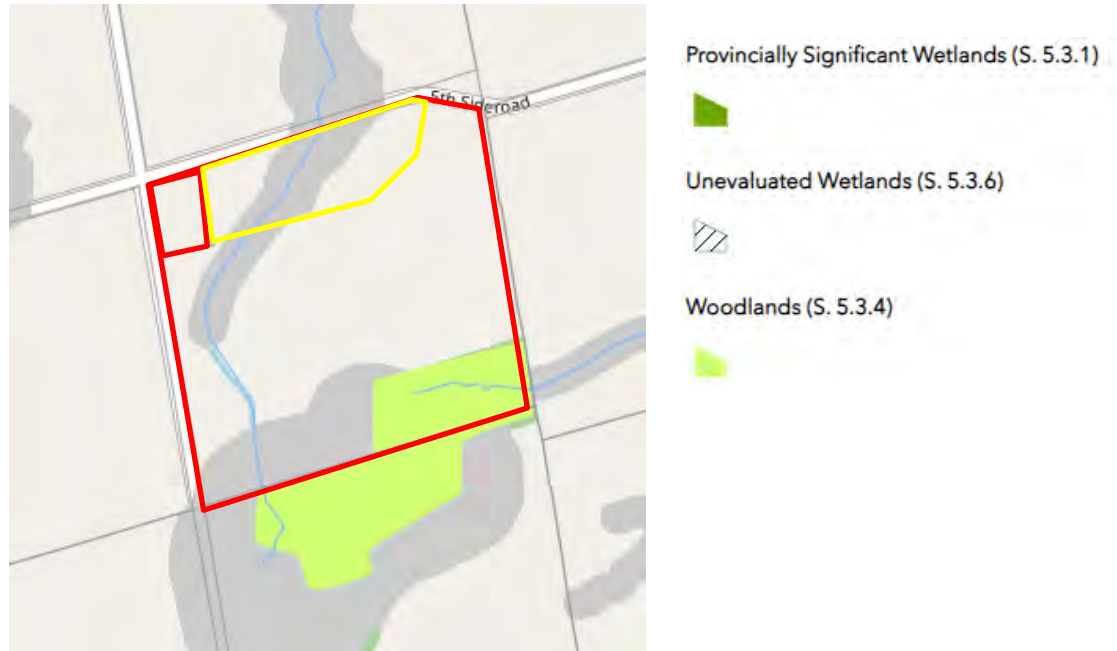 5th Sideroad
Provincially Significant Wetlands (S. 5.3.1)
Unevaluated Wetlands (S. 5.3.6)
Woodlands (S. 5.3.4)